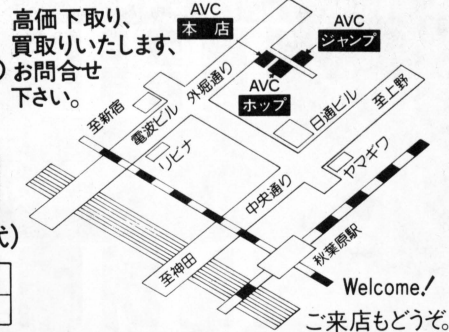 高価下取り、
買取りいたします、
お問合せ
下さい。
AVC
本店
AVC
ジャンプ
AVC
ホップ
外堀通り
至新宿
電波ビル
リビナ
日通ビル
至上野
ヤマギワ
中央通り
秋葉原駅
至神田
Welcome!
ご来店もどうぞ。